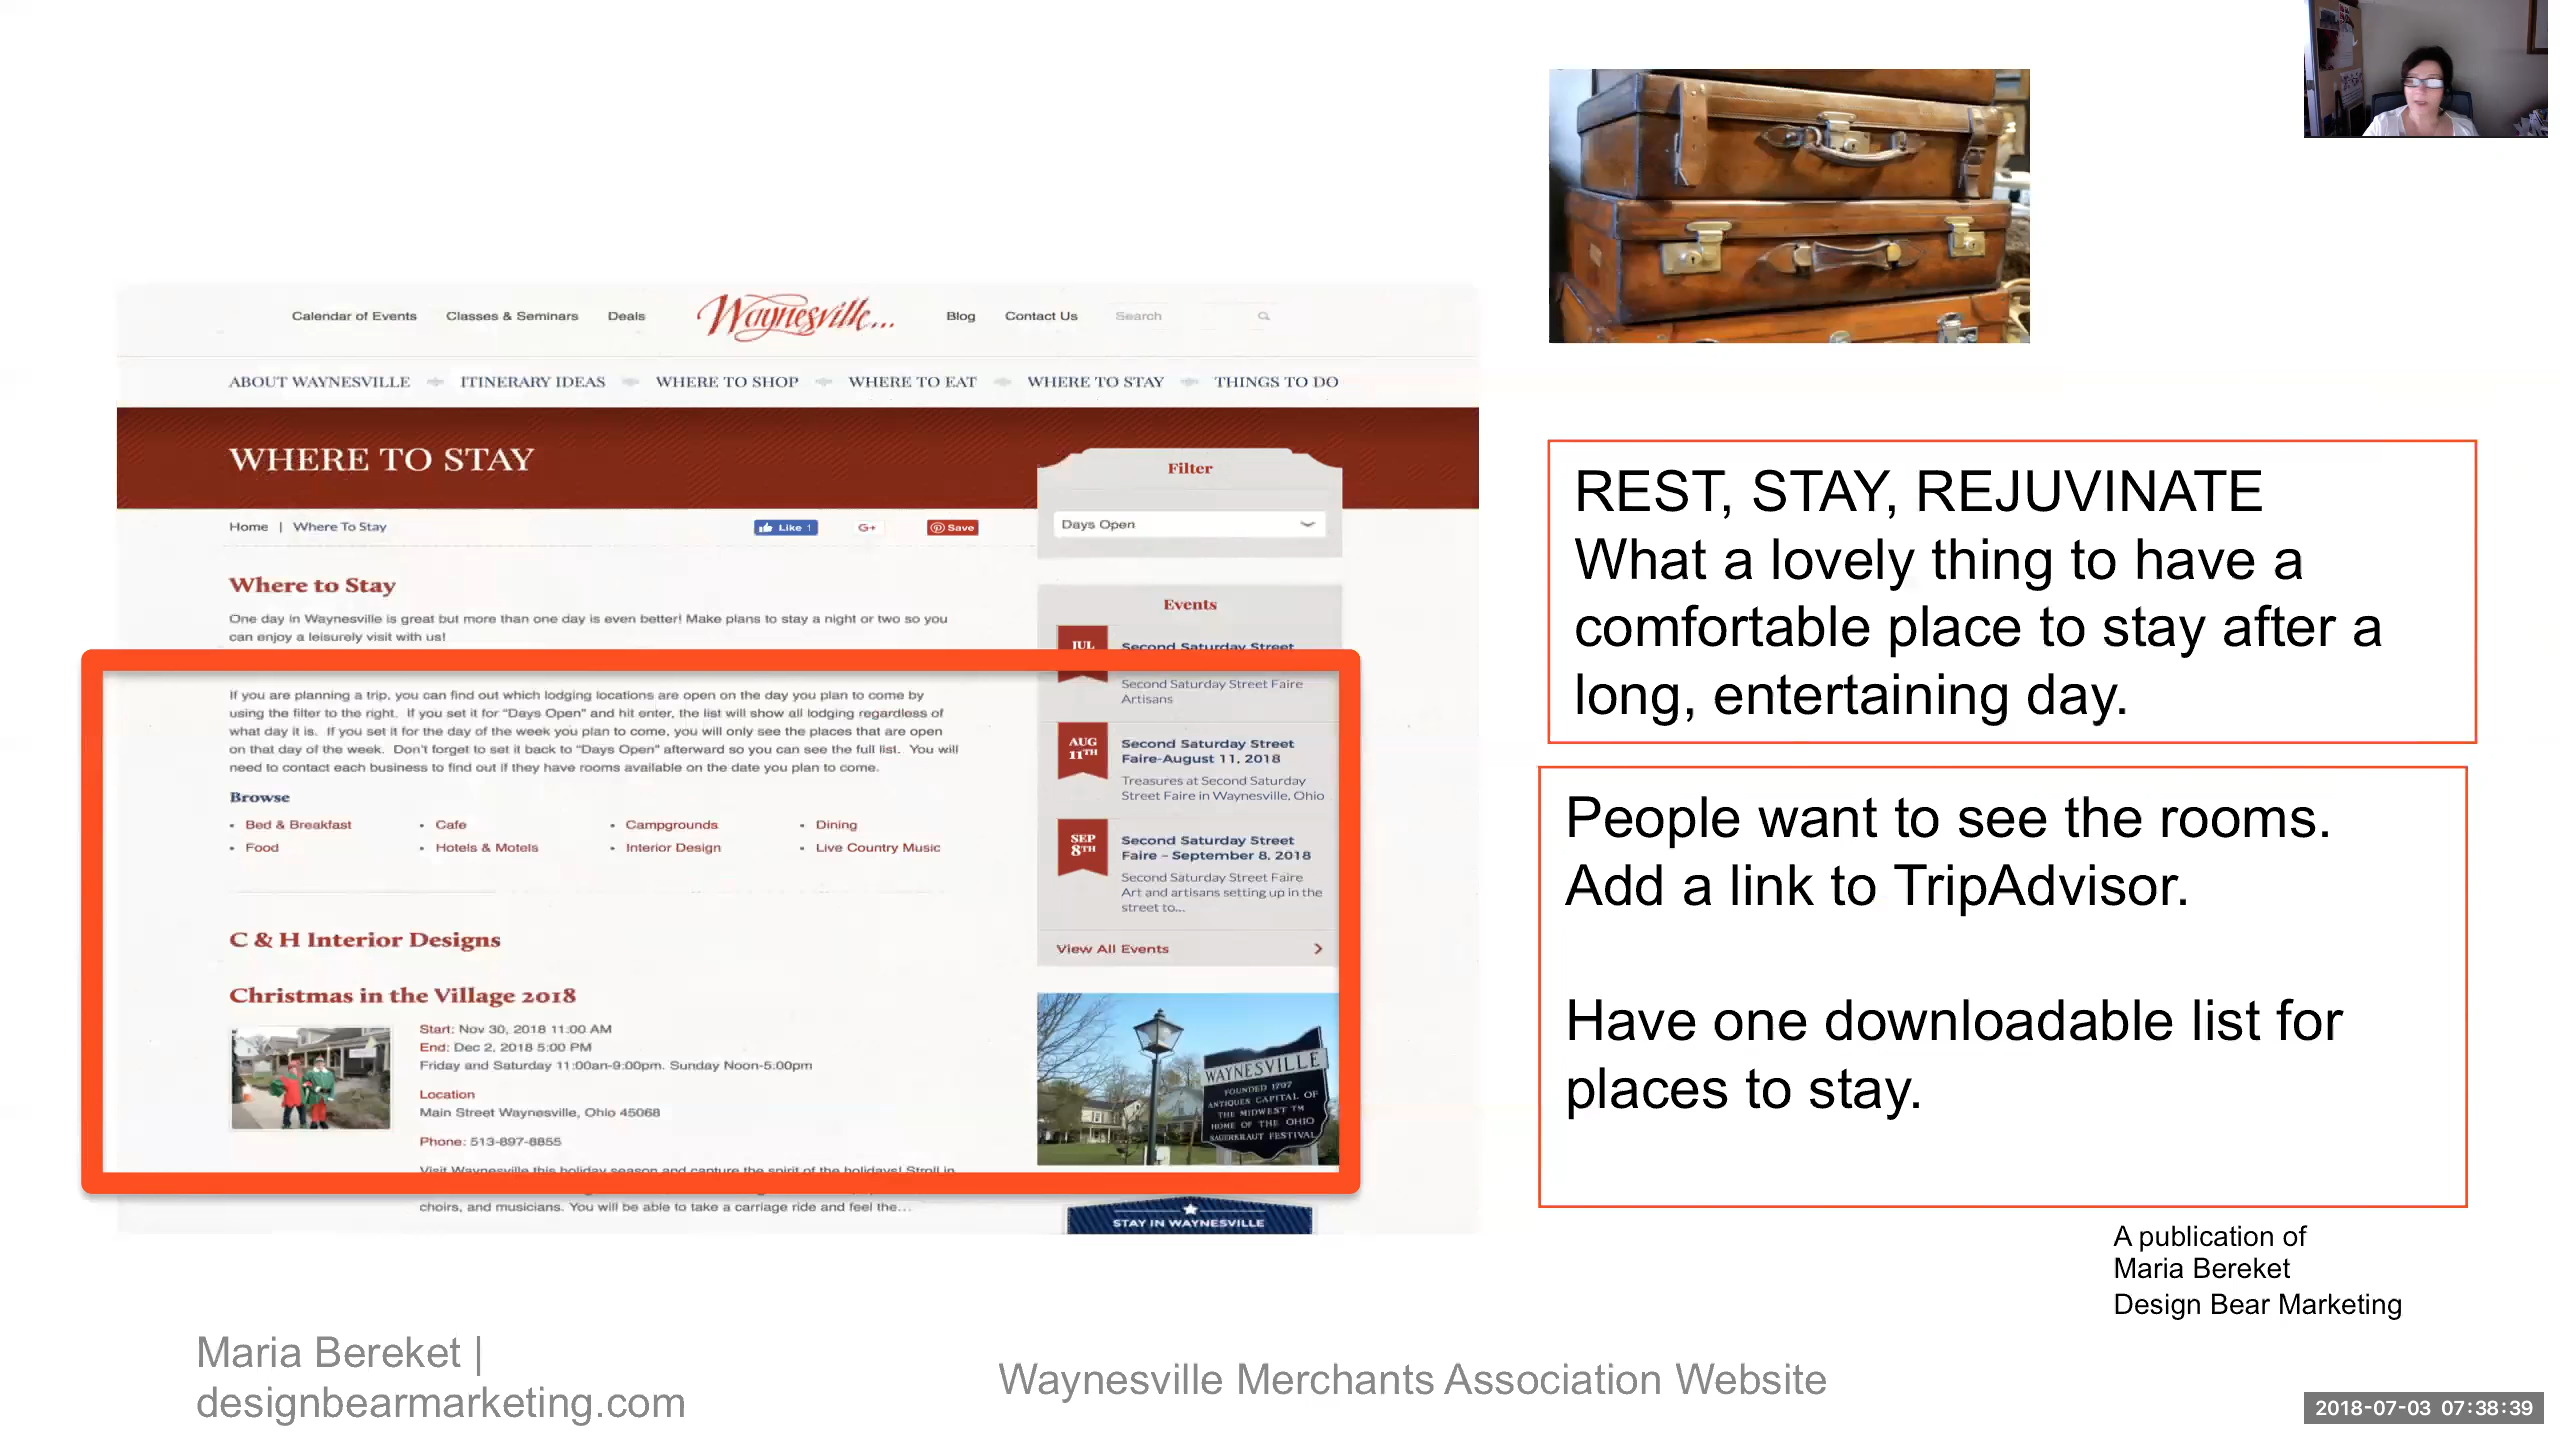 Calendar of Events Classes & Seminars Deals Waynesville... Blog Contact Us Search
ABOUT WAYNESVILLE ITINERARY IDEAS WHERE TO SHOP WHERE TO EAT WHERE TO STAY THINGS TO DO
WHERE TO STAY
Home | Where To Stay
Like 1
G+
Save
Where to Stay
One day in Waynesville is great but more than one day is even better! Make plans to stay a night or two so you
can enjoy a leisurely visit with us!
If you are planning a trip, you can find out which lodging locations are open on the day you plan to come by
using the filter to the right. If you set it for "Days Open" and hit enter, the list will show all lodging regardless of
what day it is. If you set it for the day of the week you plan to come, you will only see the places that are open
on that day of the week. Don't forget to set it back to "Days Open" afterward so you can see the full list. You will
need to contact each business to find out if they have rooms available on the date you plan to come.
Browse
• Bed & Breakfast • Cafe • Campgrounds • Dining
• Food • Hotels & Motels • Interior Design • Live Country Music
C & H Interior Designs
Christmas in the Village 2018
Start: Nov 30, 2018 11:00 AM
End: Dec 2, 2018 5:00 PM
Friday and Saturday 11:00am-9:00pm. Sunday Noon-5:00pm
Location
Main Street Waynesville, Ohio 45068
Phone: 513-897-8855
Visit Waynesville this holiday season and capture the spirit of the holidays! Stroll in
choirs, and musicians. You will be able to take a carriage ride and feel the...
Filter
Days Open
Events
JUL
Second Saturday Street
Second Saturday Street Faire
Artisans
AUG
11TH
Second Saturday Street
Faire-August 11, 2018
Treasures at Second Saturday
Street Faire in Waynesville, Ohio
SEP
8TH
Second Saturday Street
Faire – September 8, 2018
Second Saturday Street Faire
Art and artisans setting up in the
street to...
View All Events
WAYNESVILLE
FOUNDED 1797
ANTIQUES CAPITAL OF
THE MIDWEST TM
HOME OF THE OHIO
SAUERKRAUT FESTIVAL
STAY IN WAYNESVILLE
REST, STAY, REJUVINATE
What a lovely thing to have a
comfortable place to stay after a
long, entertaining day.
People want to see the rooms.
Add a link to TripAdvisor.
Have one downloadable list for
places to stay.
A publication of
Maria Bereket
Design Bear Marketing
Maria Bereket |
designbearmarketing.com
Waynesville Merchants Association Website
2018-07-03 07:38:39